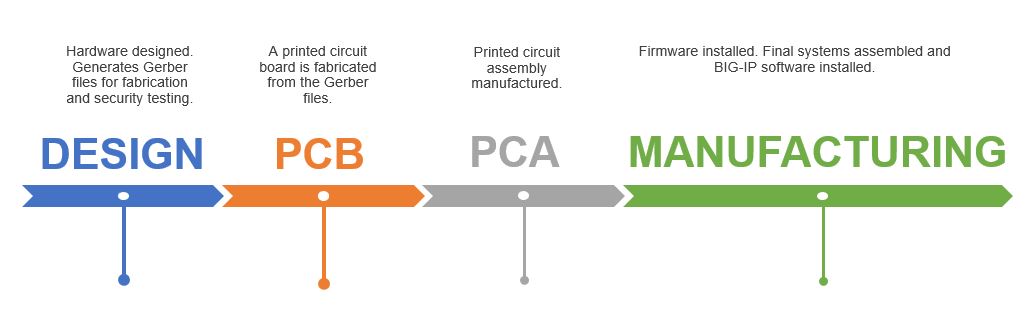 Hardware designed.
Generates Gerber
files for fabrication
and security testing.
DESIGN
A printed circuit
board is fabricated
from the Gerber
files.
PCB
Printed circuit
assembly
manufactured.
PCA
Firmware installed. Final systems assembled and
BIG-IP software installed.
MANUFACTURING